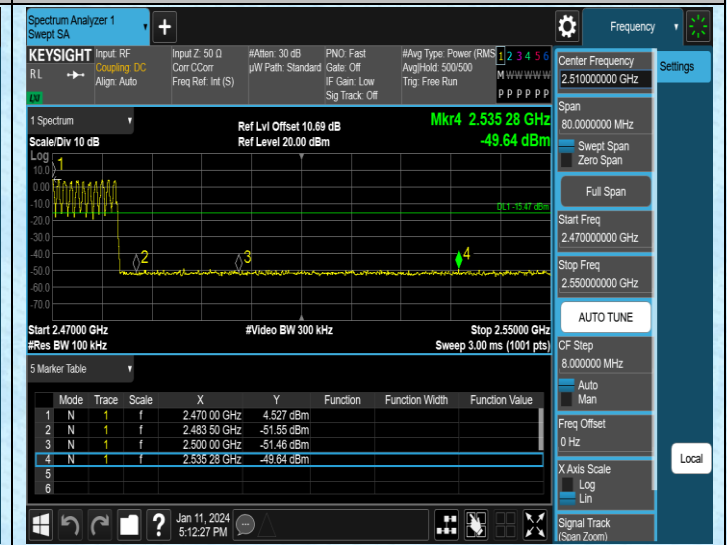 Spectrum Analyzer 1
Swept SA
+
Frequency
KEYSIGHT
RL
Input: RF
Coupling: DC
Align: Auto
Input Z: 50 Ω
Corr CCorr
Freq Ref: Int (S)
#Atten: 30 dB
µW Path: Standard
PNO: Fast
Gate: Off
IF Gain: Low
Sig Track: Off
#Avg Type: Power (RMS
Avg|Hold: 500/500
Trig: Free Run
1 2 3 4 5 6
M W W W W W
P P P P P P
1 Spectrum
Scale/Div 10 dB
Log
Ref Lvl Offset 10.69 dB
Ref Level 20.00 dBm
Mkr4 2.535 28 GHz
-49.64 dBm
10.0
0.00
-10.0
-20.0
-30.0
-40.0
-50.0
-60.0
-70.0
1
2
3
4
DL1 -15.47 dBm
Start 2.47000 GHz
#Res BW 100 kHz
#Video BW 300 kHz
Stop 2.55000 GHz
Sweep 3.00 ms (1001 pts)
5 Marker Table
Mode Trace Scale X Y Function Function Width Function Value
1 N 1 f 2.470 00 GHz 4.527 dBm
2 N 1 f 2.483 50 GHz -51.55 dBm
3 N 1 f 2.500 00 GHz -51.46 dBm
4 N 1 f 2.535 28 GHz -49.64 dBm
5
6
?
Jan 11, 2024
5:12:27 PM
Center Frequency
2.510000000 GHz
Settings
Span
80.0000000 MHz
Swept Span
Zero Span
Full Span
Start Freq
2.470000000 GHz
Stop Freq
2.550000000 GHz
AUTO TUNE
CF Step
8.000000 MHz
Auto
Man
Freq Offset
0 Hz
X Axis Scale
Log
Lin
Local
Signal Track
(Span Zoom)